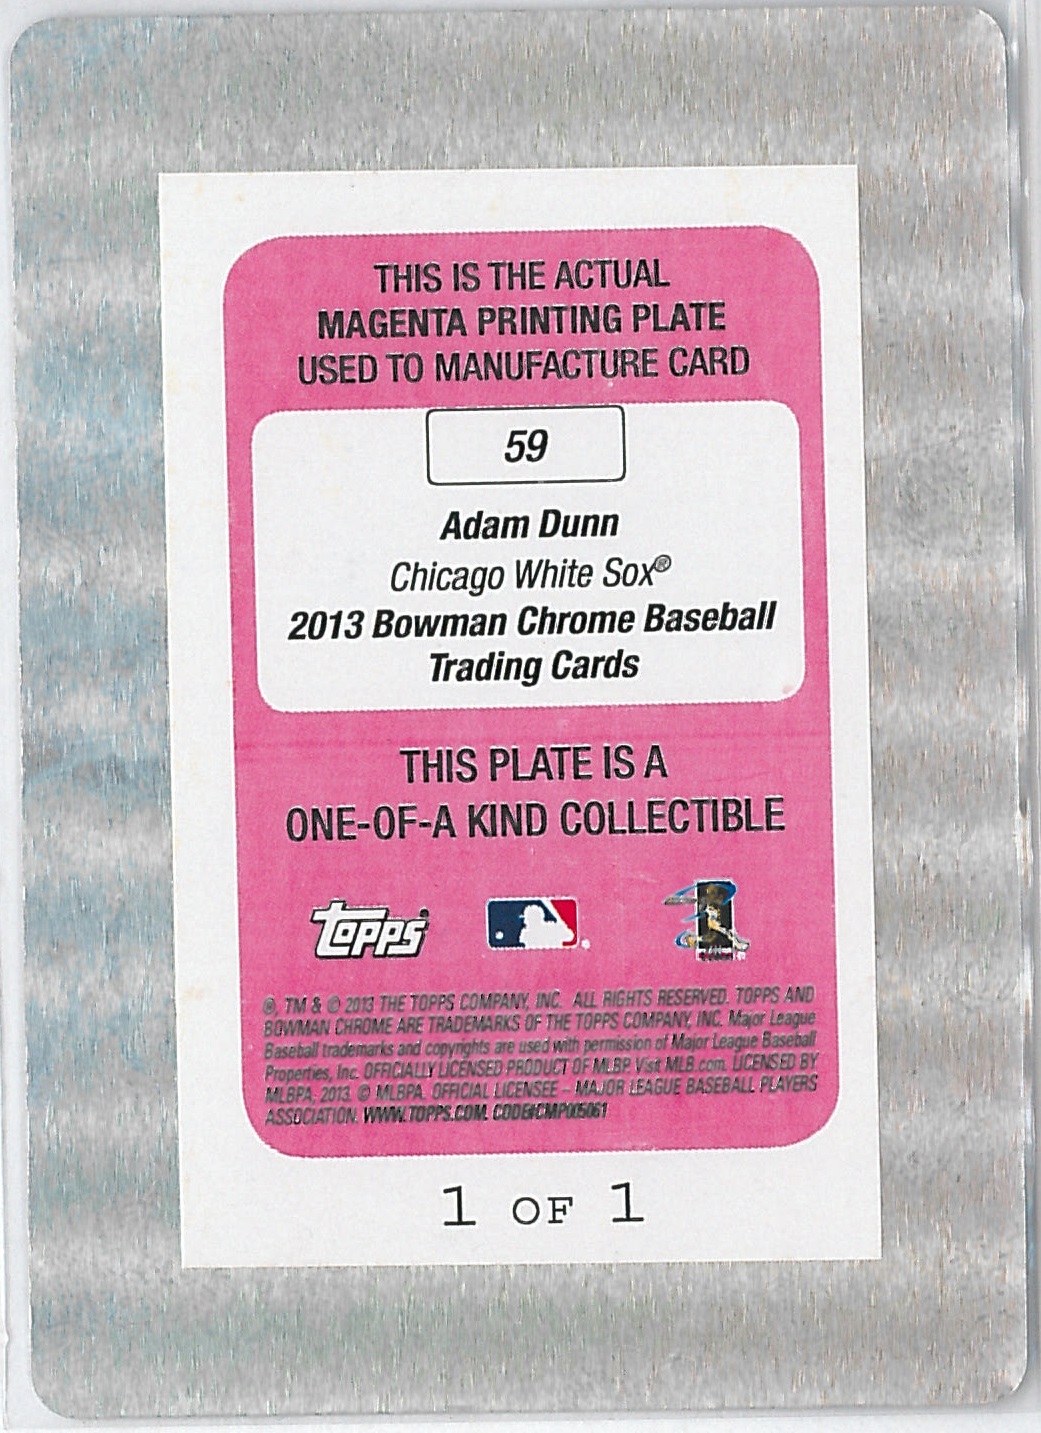 THIS IS THE ACTUAL
MAGENTA PRINTING PLATE
USED TO MANUFACTURE CARD
59
Adam Dunn
Chicago White Sox®
2013 Bowman Chrome Baseball
Trading Cards
THIS PLATE IS A
ONE-OF-A KIND COLLECTIBLE
Topps
®, TM & © 2013 THE TOPPS COMPANY, INC. ALL RIGHTS RESERVED. TOPPS AND
BOWMAN CHROME ARE TRADEMARKS OF THE TOPPS COMPANY, INC. Major League
Baseball trademarks and copyrights are used with permission of Major League Baseball
Properties, Inc. OFFICIALLY LICENSED PRODUCT OF MLBP. Visit MLB.com. LICENSED BY
MLBPA, 2013. © MLBPA. OFFICIAL LICENSEE – MAJOR LEAGUE BASEBALL PLAYERS
ASSOCIATION. WWW.TOPPS.COM. CODE#CMP005061
1 OF 1